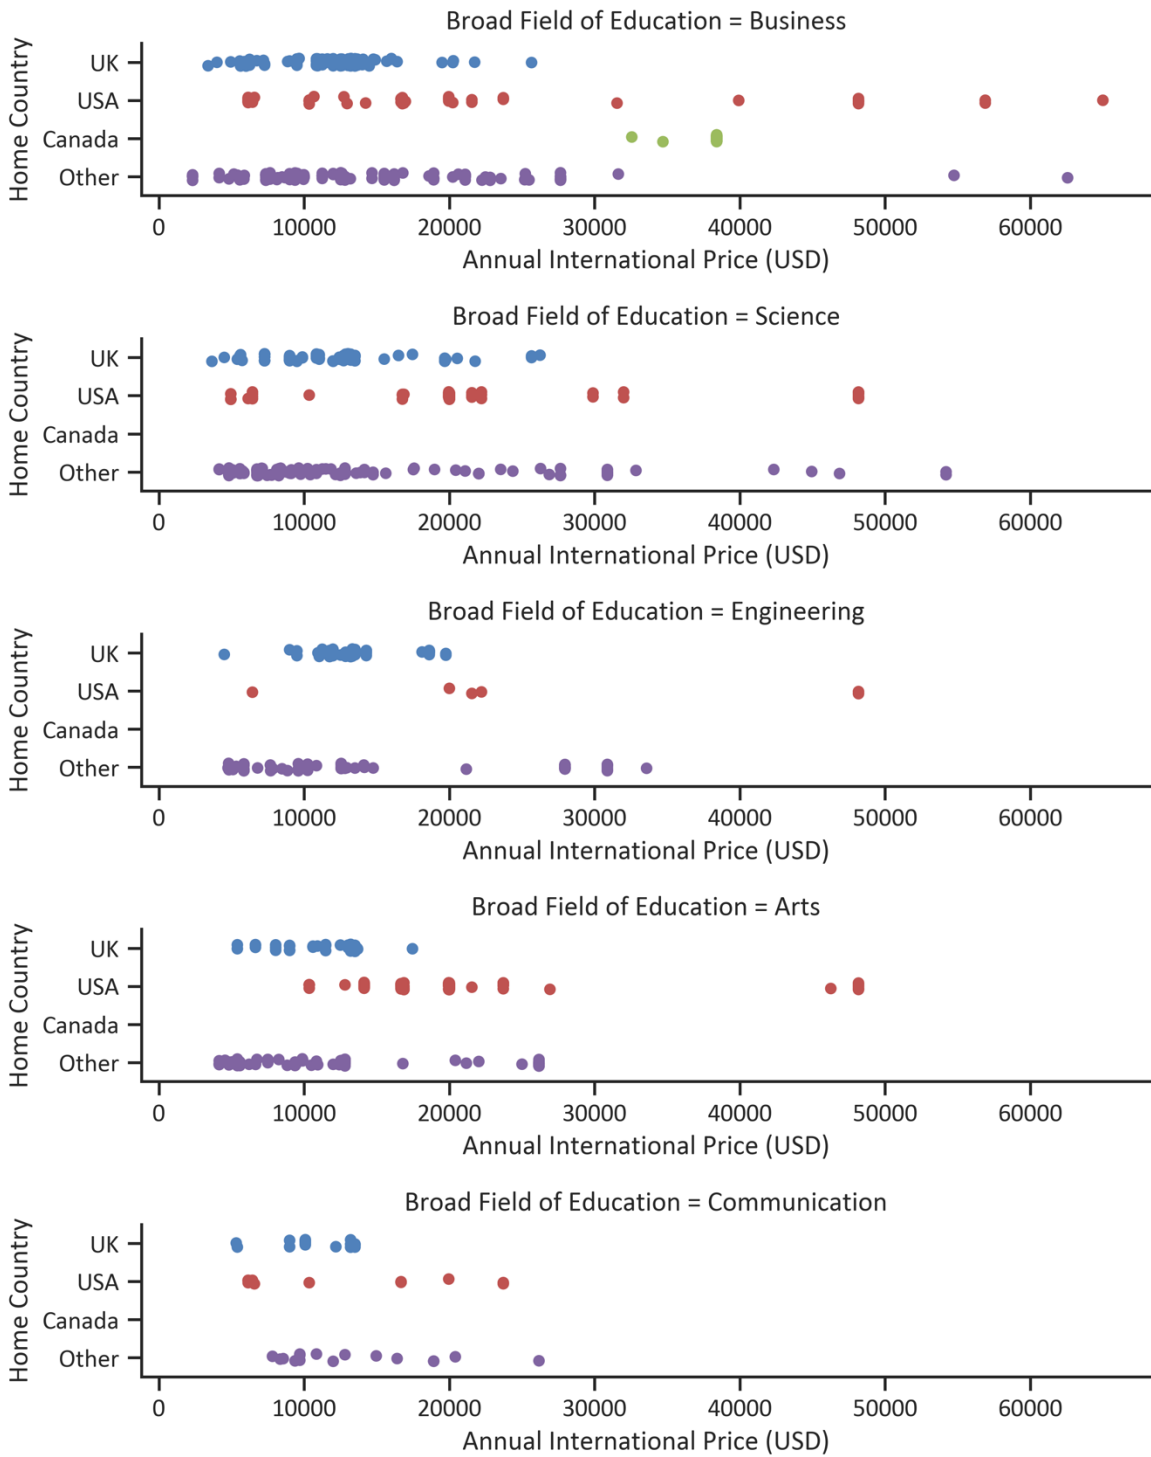 Broad Field of Education = Business
Home Country
UK
USA
Canada
Other
0 10000 20000 30000 40000 50000 60000
Annual International Price (USD)
Broad Field of Education = Science
Home Country
UK
USA
Canada
Other
0 10000 20000 30000 40000 50000 60000
Annual International Price (USD)
Broad Field of Education = Engineering
Home Country
UK
USA
Canada
Other
0 10000 20000 30000 40000 50000 60000
Annual International Price (USD)
Broad Field of Education = Arts
Home Country
UK
USA
Canada
Other
0 10000 20000 30000 40000 50000 60000
Annual International Price (USD)
Broad Field of Education = Communication
Home Country
UK
USA
Canada
Other
0 10000 20000 30000 40000 50000 60000
Annual International Price (USD)